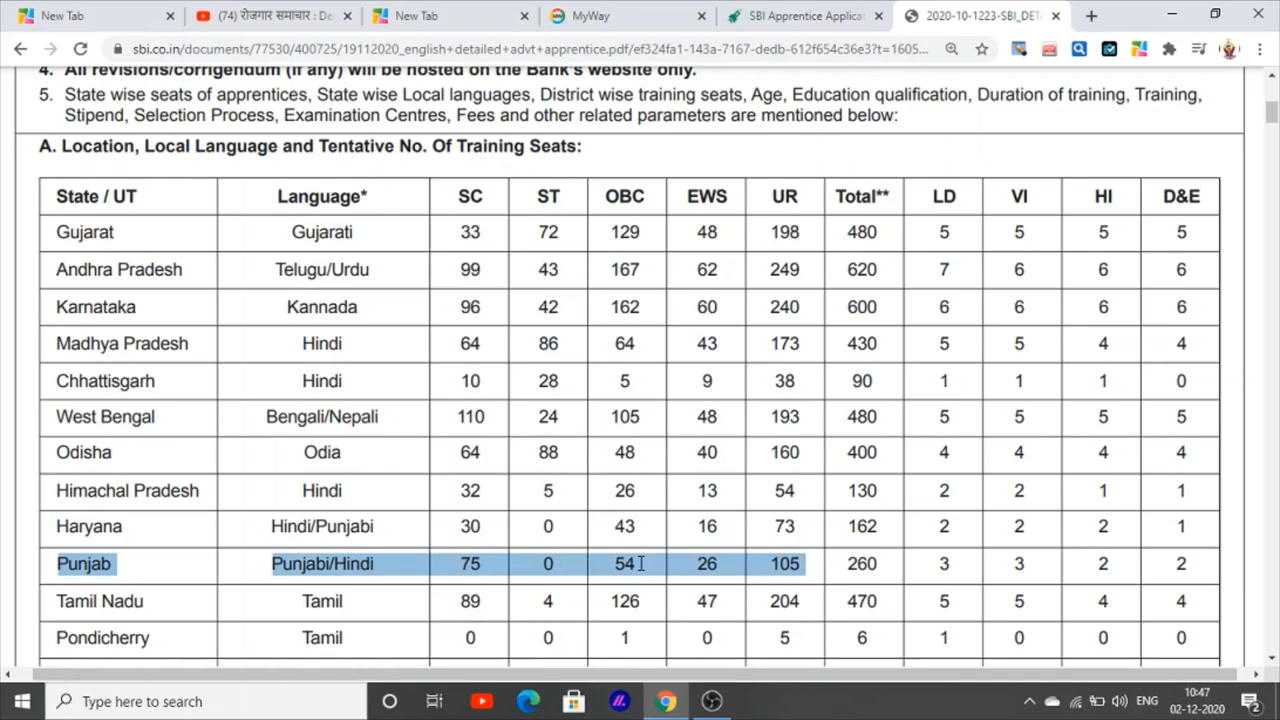 New Tab
(74) रोजगार समाचार : De
New Tab
MyWay
SBI Apprentice Applica
2020-10-1223-SBI_DETA
sbi.co.in/documents/77530/400725/19112020_english+detailed+advt+apprentice.pdf/ef324fa1-143a-7167-dedb-612f654c36e3?t=1605...
4. All revisions/corrigendum (if any) will be hosted on the Bank's website only.
5. State wise seats of apprentices, State wise Local languages, District wise training seats, Age, Education qualification, Duration of training, Training,
Stipend, Selection Process, Examination Centres, Fees and other related parameters are mentioned below:
A. Location, Local Language and Tentative No. Of Training Seats:
State / UT Language* SC ST OBC EWS UR Total** LD VI HI D&E
Gujarat Gujarati 33 72 129 48 198 480 5 5 5 5
Andhra Pradesh Telugu/Urdu 99 43 167 62 249 620 7 6 6 6
Karnataka Kannada 96 42 162 60 240 600 6 6 6 6
Madhya Pradesh Hindi 64 86 64 43 173 430 5 5 4 4
Chhattisgarh Hindi 10 28 5 9 38 90 1 1 1 0
West Bengal Bengali/Nepali 110 24 105 48 193 480 5 5 5 5
Odisha Odia 64 88 48 40 160 400 4 4 4 4
Himachal Pradesh Hindi 32 5 26 13 54 130 2 2 1 1
Haryana Hindi/Punjabi 30 0 43 16 73 162 2 2 2 1
Punjab Punjabi/Hindi 75 0 54 26 105 260 3 3 2 2
Tamil Nadu Tamil 89 4 126 47 204 470 5 5 4 4
Pondicherry Tamil 0 0 1 0 5 6 1 0 0 0
Type here to search
ENG
10:47
02-12-2020
2